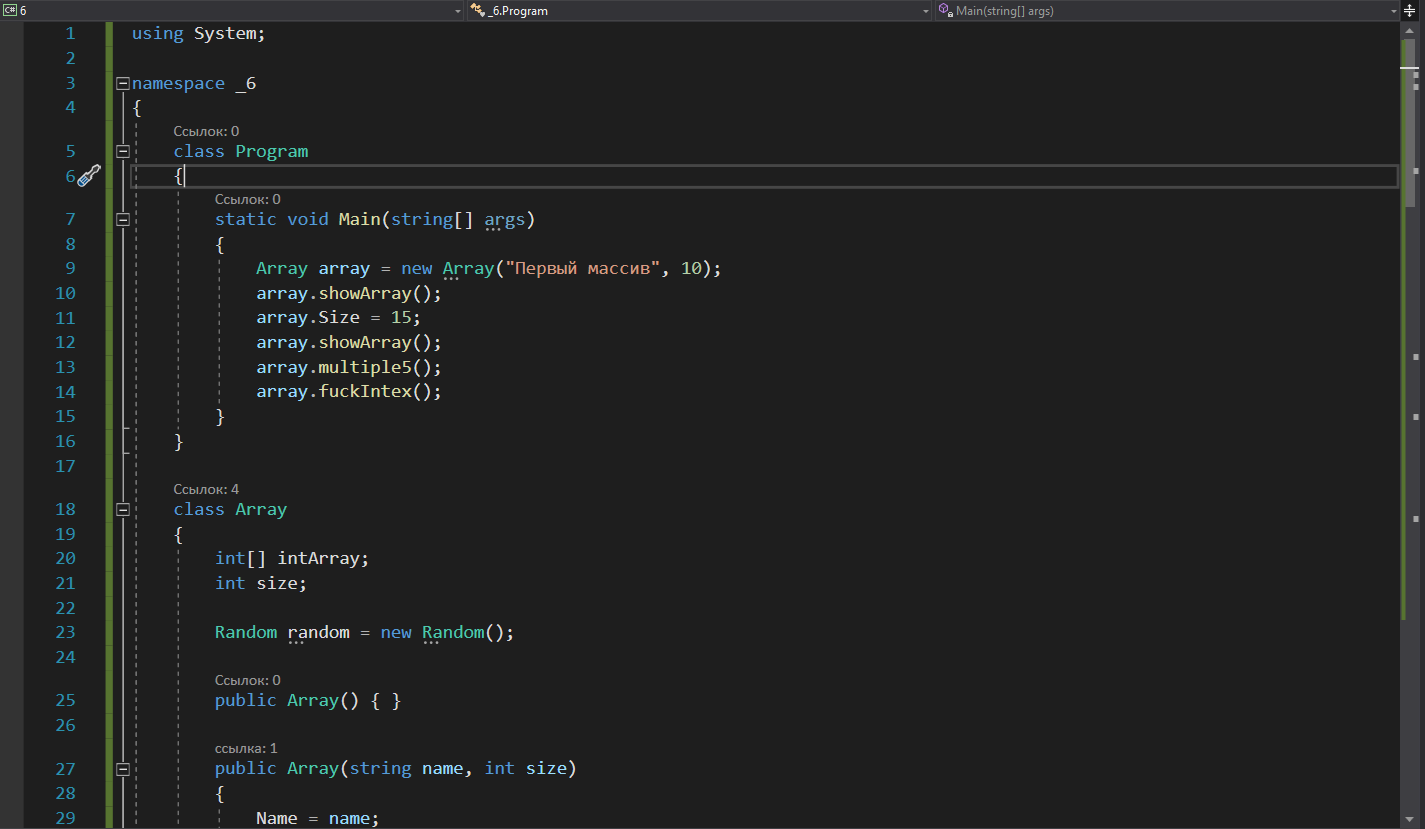 C# 6 _6.Program Main(string[] args)
1 using System;
2
3 namespace _6
4 {
Ссылок: 0
5 class Program
6 {
Ссылок: 0
7 static void Main(string[] args)
8 {
9 Array array = new Array("Первый массив", 10);
10 array.showArray();
11 array.Size = 15;
12 array.showArray();
13 array.multiple5();
14 array.fuckIntex();
15 }
16 }
17
Ссылок: 4
18 class Array
19 {
20 int[] intArray;
21 int size;
22
23 Random random = new Random();
24
Ссылок: 0
25 public Array() { }
26
ссылка: 1
27 public Array(string name, int size)
28 {
29 Name = name;